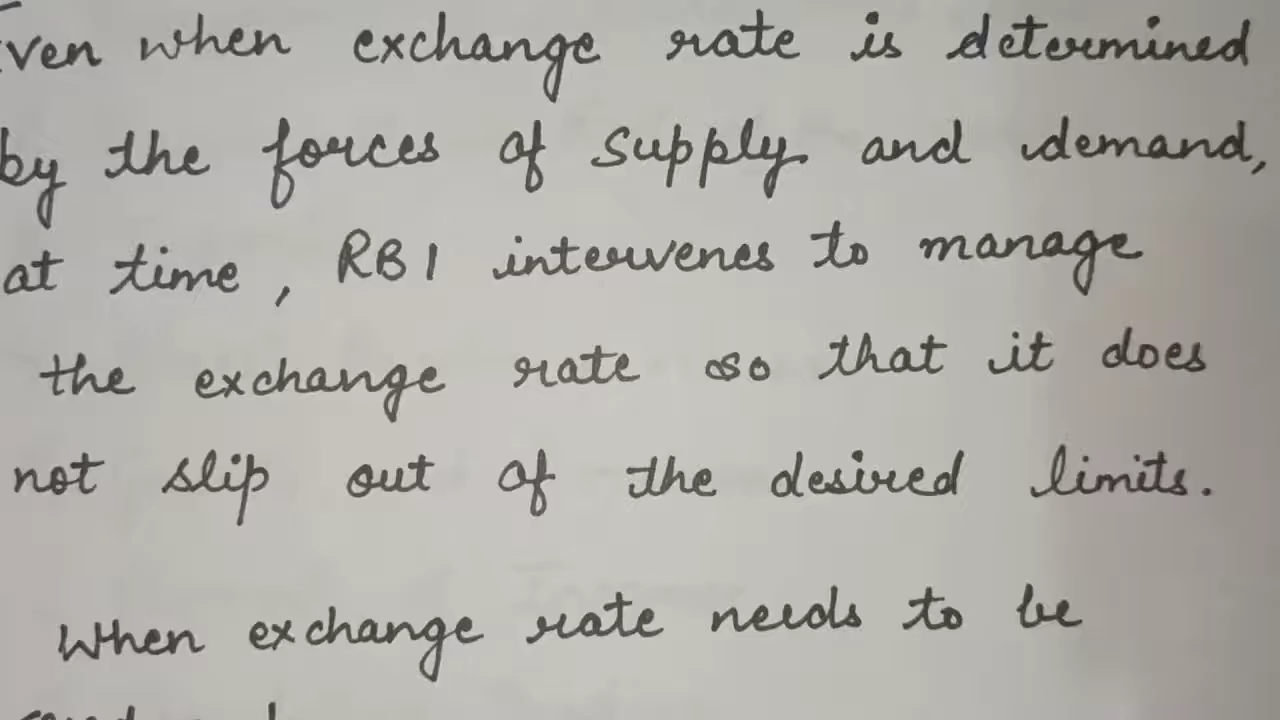 Even when exchange rate is determined
by the forces of supply and demand,
at time, RBI intervenes to manage
the exchange rate so that it does
not slip out of the desired limits.
When exchange rate needs to be